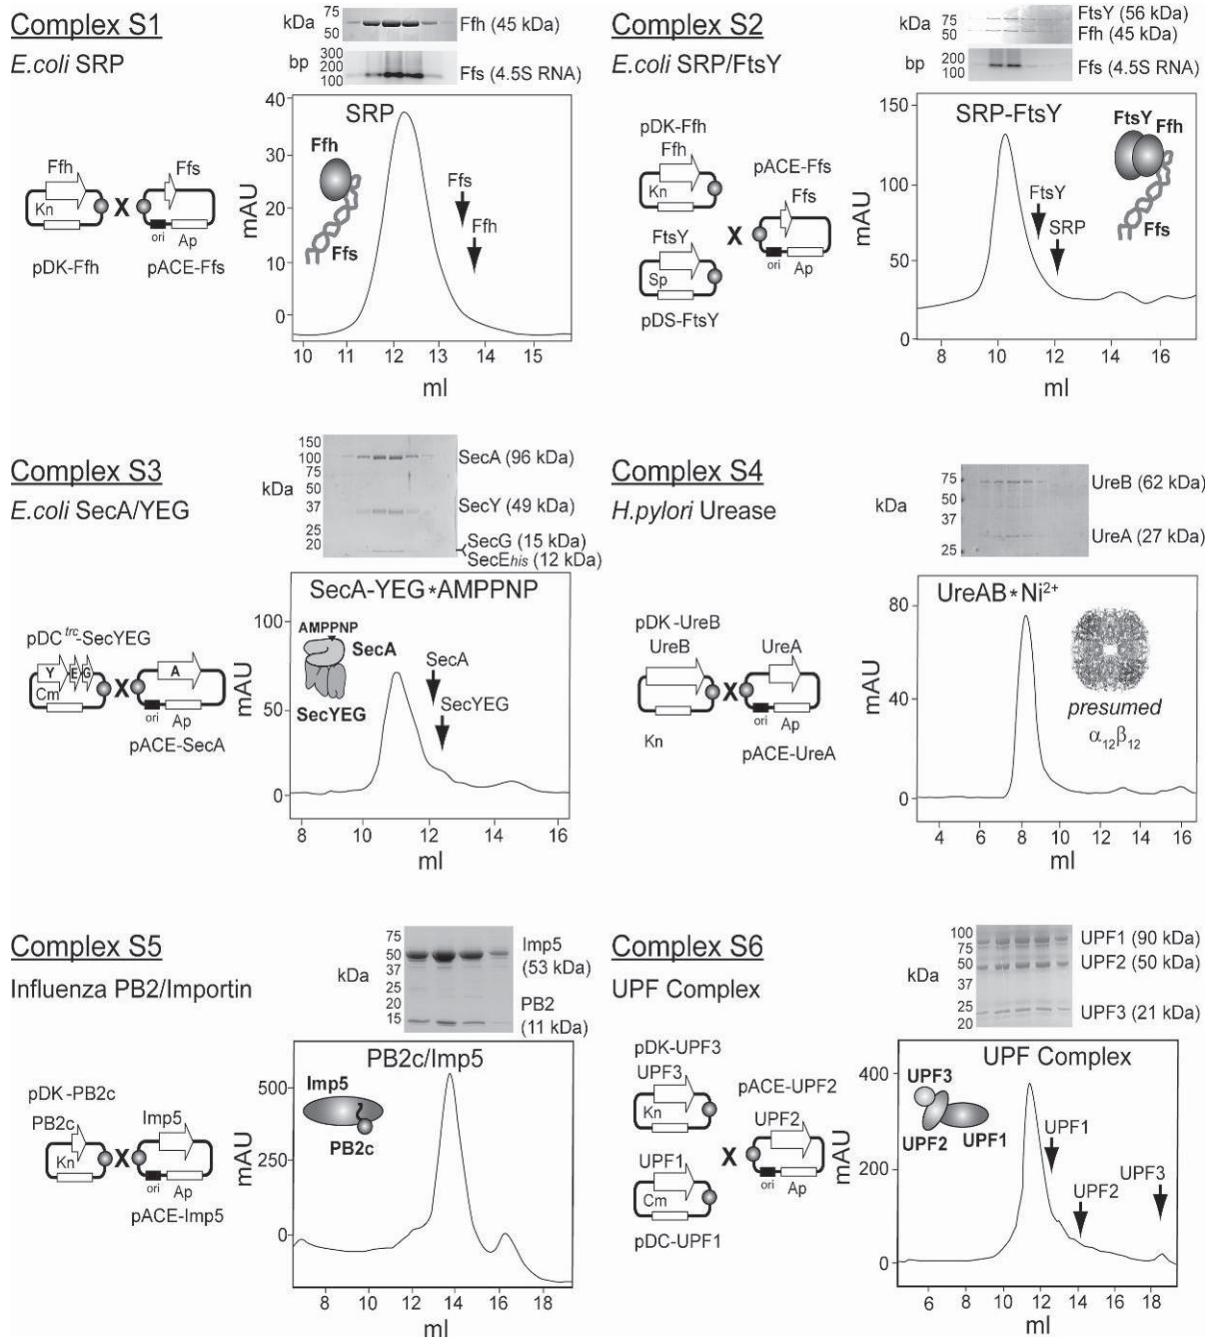 Complex S1
E.coli SRP
kDa
75
50
Ffh (45 kDa)
bp
300
200
100
Ffs (4.5S RNA)
Ffh
Kn
pDK-Ffh
X
Ffs
ori
Ap
pACE-Ffs
mAU
40
30
20
10
0
SRP
Ffh
Ffs
Ffs
Ffh
10 11 12 13 14 15
ml
Complex S2
E.coli SRP/FtsY
kDa
75
50
FtsY (56 kDa)
Ffh (45 kDa)
bp
200
100
Ffs (4.5S RNA)
pDK-Ffh
Ffh
Kn
FtsY
Sp
pDS-FtsY
X
pACE-Ffs
Ffs
ori
Ap
mAU
150
100
50
0
SRP-FtsY
FtsY
SRP
FtsY
Ffh
Ffs
8 10 12 14 16
ml
Complex S3
E.coli SecA/YEG
kDa
150
100
75
50
37
25
20
SecA (96 kDa)
SecY (49 kDa)
SecG (15 kDa)
SecEhis (12 kDa)
pDCtrc-SecYEG
Y E G
Cm
X
A
ori
Ap
pACE-SecA
mAU
100
50
0
SecA-YEG*AMPPNP
AMPPNP
SecA
SecYEG
SecA
SecYEG
8 10 12 14 16
ml
Complex S4
H.pylori Urease
kDa
75
50
37
25
UreB (62 kDa)
UreA (27 kDa)
pDK-UreB
UreB
Kn
X
UreA
ori
Ap
pACE-UreA
mAU
80
40
0
UreAB*Ni²⁺
presumed
α₁₂β₁₂
4 6 8 10 12 14 16
ml
Complex S5
Influenza PB2/Importin
kDa
75
50
37
25
20
15
Imp5
(53 kDa)
PB2
(11 kDa)
pDK-PB2c
PB2c
Kn
X
Imp5
ori
Ap
pACE-Imp5
mAU
500
250
0
PB2c/Imp5
Imp5
PB2c
8 10 12 14 16 18
ml
Complex S6
UPF Complex
kDa
100
75
50
37
25
20
UPF1 (90 kDa)
UPF2 (50 kDa)
UPF3 (21 kDa)
pDK-UPF3
UPF3
Kn
UPF1
Cm
pDC-UPF1
X
pACE-UPF2
UPF2
ori
Ap
mAU
400
200
0
UPF Complex
UPF3
UPF2
UPF1
UPF1
UPF2
UPF3
6 8 10 12 14 16 18
ml